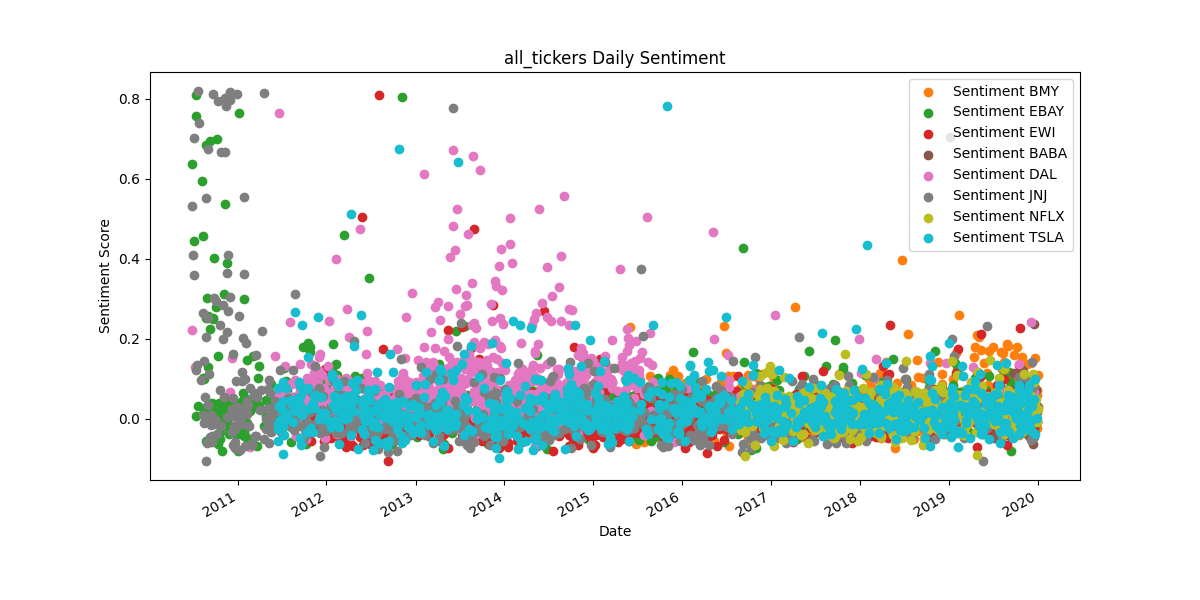 all_tickers Daily Sentiment
Sentiment Score
0.8
0.6
0.4
0.2
0.0
Sentiment BMY
Sentiment EBAY
Sentiment EWI
Sentiment BABA
Sentiment DAL
Sentiment JNJ
Sentiment NFLX
Sentiment TSLA
2011
2012
2013
2014
2015
2016
2017
2018
2019
2020
Date